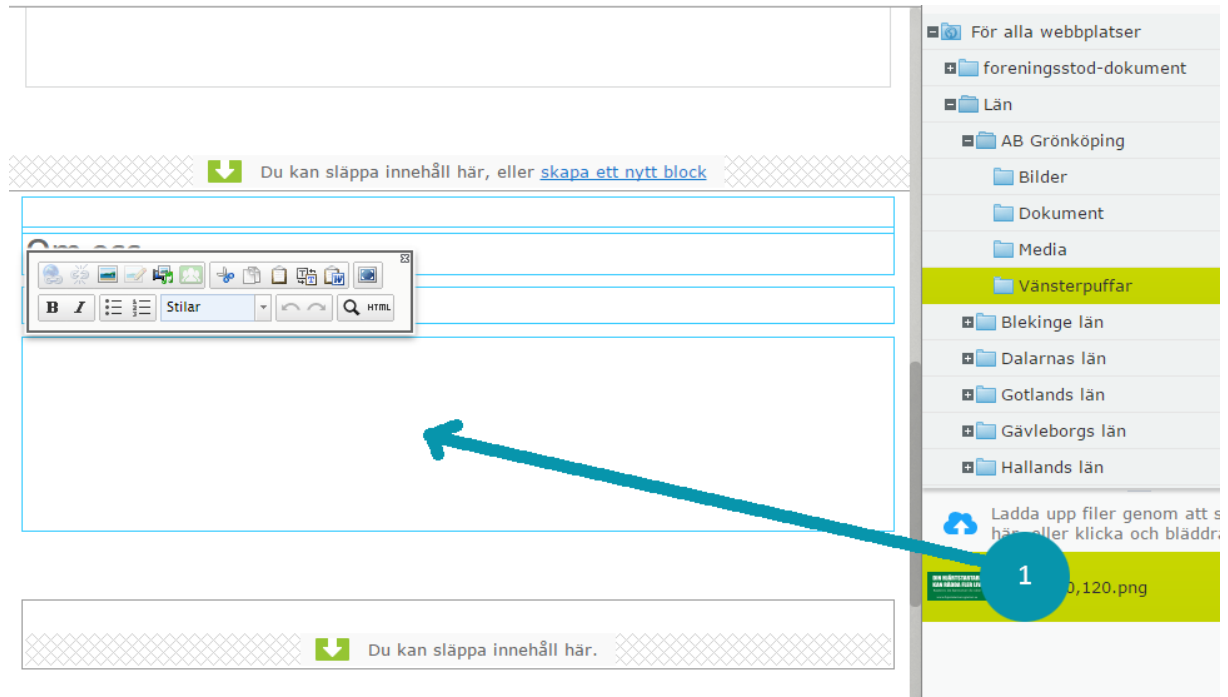 För alla webbplatser
foreningsstod-dokument
Län
AB Grönköping
Bilder
Dokument
Media
Vänsterpuffar
Blekinge län
Dalarnas län
Gotlands län
Gävleborgs län
Hallands län
Ladda upp filer genom att s
eller klicka och bläddra
1
0,120.png
Du kan släppa innehåll här, eller skapa ett nytt block
Om oss
B I Stilar HTML
Du kan släppa innehåll här.